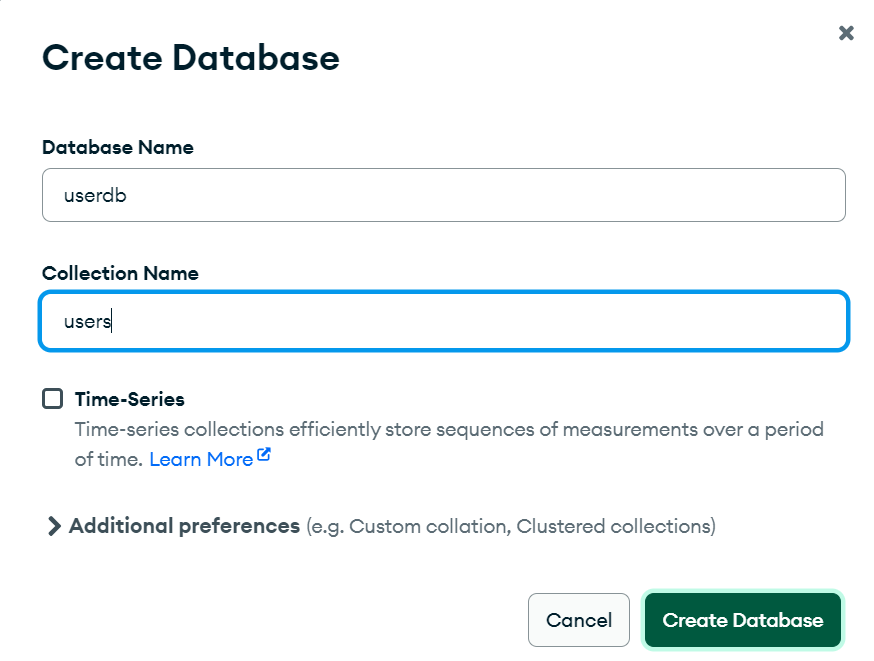 Create Database
Database Name
userdb
Collection Name
users
Time-Series
Time-series collections efficiently store sequences of measurements over a period
of time. Learn More
Additional preferences (e.g. Custom collation, Clustered collections)
Cancel
Create Database